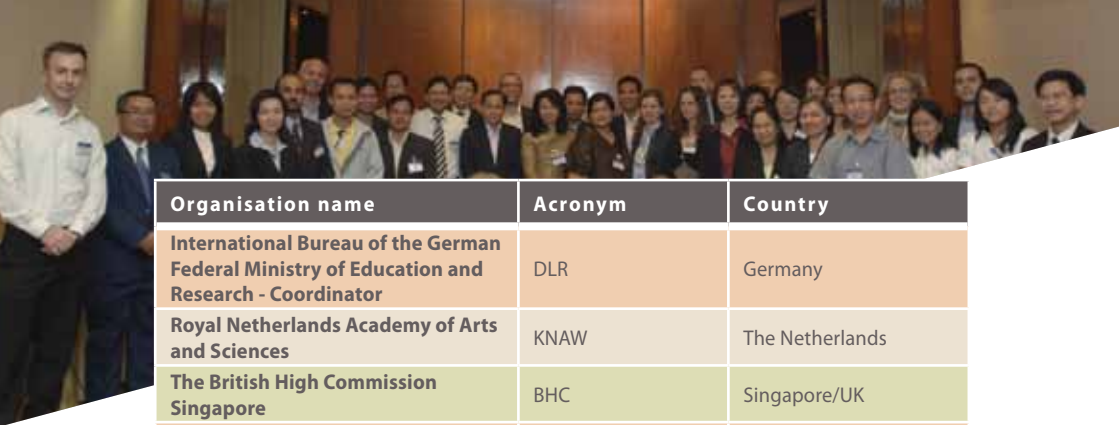 Organisation name Acronym Country
International Bureau of the German
Federal Ministry of Education and
Research - Coordinator
DLR
Germany
Royal Netherlands Academy of Arts
and Sciences
KNAW
The Netherlands
The British High Commission
Singapore
BHC
Singapore/UK